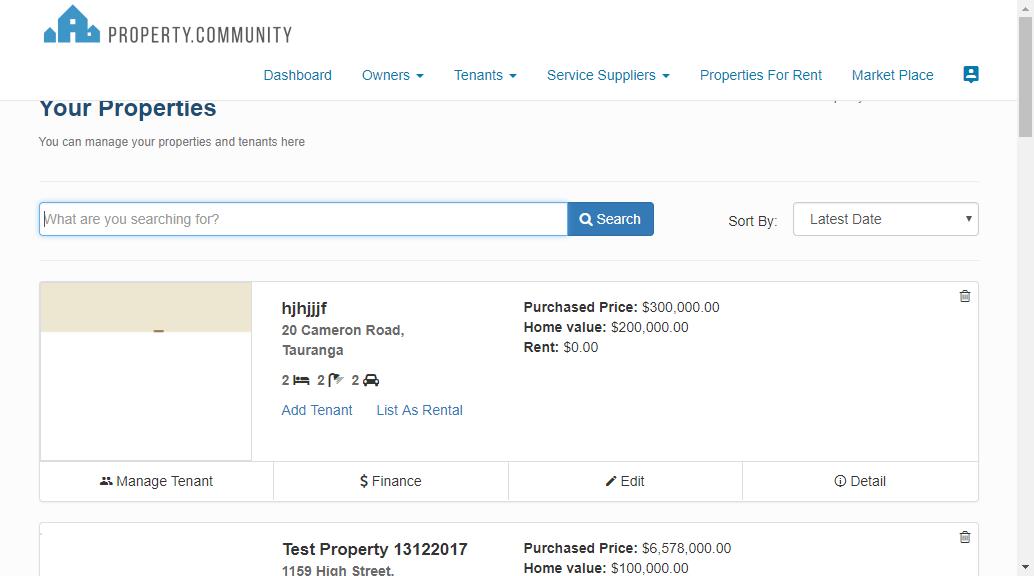 PROPERTY.COMMUNITY
Dashboard Owners Tenants Service Suppliers Properties For Rent Market Place
Your Properties
You can manage your properties and tenants here
What are you searching for? Search Sort By: Latest Date
hjhjjjf
20 Cameron Road,
Tauranga
2 2 2
Add Tenant List As Rental
Purchased Price: $300,000.00
Home value: $200,000.00
Rent: $0.00
Manage Tenant $ Finance Edit Detail
Test Property 13122017
1159 High Street,
Purchased Price: $6,578,000.00
Home value: $100,000.00